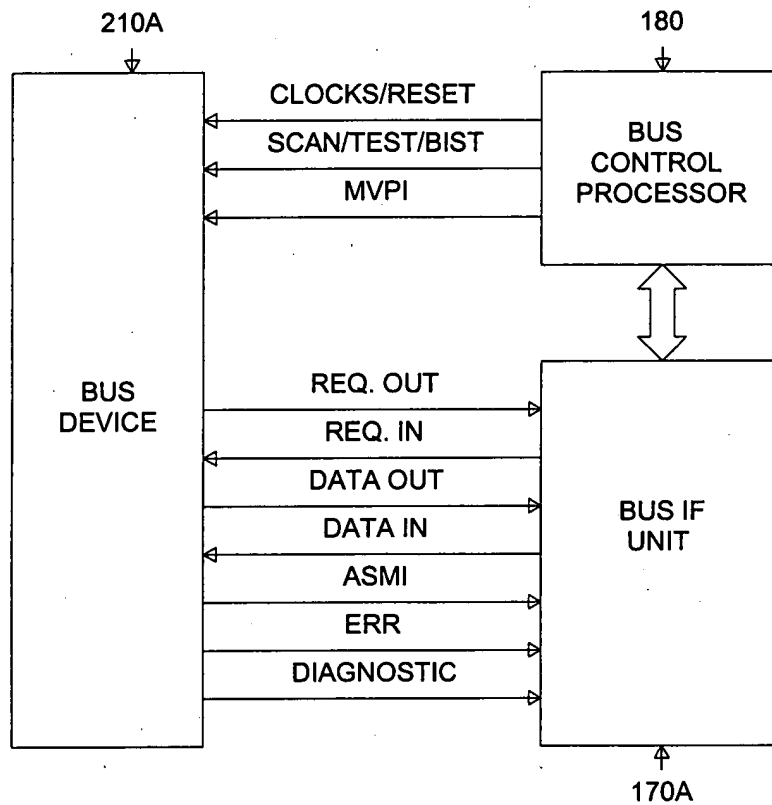 210A
180
CLOCKS/RESET
SCAN/TEST/BIST
MVPI
BUS
CONTROL
PROCESSOR
BUS
DEVICE
REQ. OUT
REQ. IN
DATA OUT
DATA IN
ASMI
ERR
DIAGNOSTIC
BUS IF
UNIT
170A